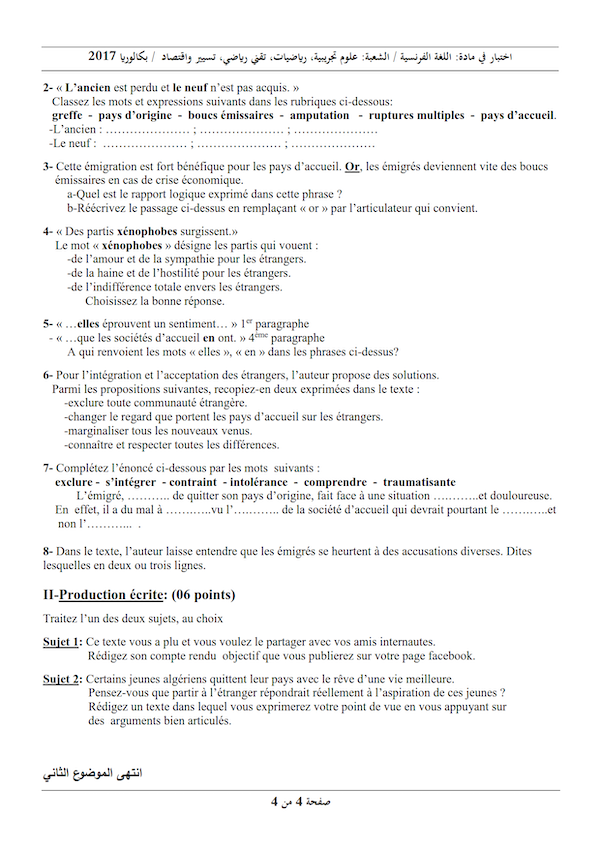 اختبار في مادة: اللغة الفرنسية / الشعبة: علوم تجريبية، رياضيات، تقني رياضي، تسيير واقتصاد / بكالوريا 2017
2- « L'ancien est perdu et le neuf n'est pas acquis. »
Classez les mots et expressions suivants dans les rubriques ci-dessous:
greffe - pays d'origine - boucs émissaires - amputation - ruptures multiples - pays d'accueil.
-L'ancien : ………………… ; ………………… ; …………………
-Le neuf : ………………… ; ………………… ; …………………
3- Cette émigration est fort bénéfique pour les pays d'accueil. Or, les émigrés deviennent vite des boucs
émissaires en cas de crise économique.
a-Quel est le rapport logique exprimé dans cette phrase ?
b-Réécrivez le passage ci-dessus en remplaçant « or » par l'articulateur qui convient.
4- « Des partis xénophobes surgissent.»
Le mot « xénophobes » désigne les partis qui vouent :
-de l'amour et de la sympathie pour les étrangers.
-de la haine et de l'hostilité pour les étrangers.
-de l'indifférence totale envers les étrangers.
Choisissez la bonne réponse.
5- « …elles éprouvent un sentiment… » 1er paragraphe
- « …que les sociétés d'accueil en ont. » 4ème paragraphe
A qui renvoient les mots « elles », « en » dans les phrases ci-dessus?
6- Pour l'intégration et l'acceptation des étrangers, l'auteur propose des solutions.
Parmi les propositions suivantes, recopiez-en deux exprimées dans le texte :
-exclure toute communauté étrangère.
-changer le regard que portent les pays d'accueil sur les étrangers.
-marginaliser tous les nouveaux venus.
-connaître et respecter toutes les différences.
7- Complétez l'énoncé ci-dessous par les mots suivants :
exclure - s'intégrer - contraint - intolérance - comprendre - traumatisante
L'émigré, ……….. de quitter son pays d'origine, fait face à une situation ………..et douloureuse.
En effet, il a du mal à ………..vu l'……….. de la société d'accueil qui devrait pourtant le ………..et
non l'……….. .
8- Dans le texte, l'auteur laisse entendre que les émigrés se heurtent à des accusations diverses. Dites
lesquelles en deux ou trois lignes.
II-Production écrite: (06 points)
Traitez l'un des deux sujets, au choix
Sujet 1: Ce texte vous a plu et vous voulez le partager avec vos amis internautes.
Rédigez son compte rendu objectif que vous publierez sur votre page facebook.
Sujet 2: Certains jeunes algériens quittent leur pays avec le rêve d'une vie meilleure.
Pensez-vous que partir à l'étranger répondrait réellement à l'aspiration de ces jeunes ?
Rédigez un texte dans lequel vous exprimerez votre point de vue en vous appuyant sur
des arguments bien articulés.
انتهى الموضوع الثاني
صفحة 4 من 4